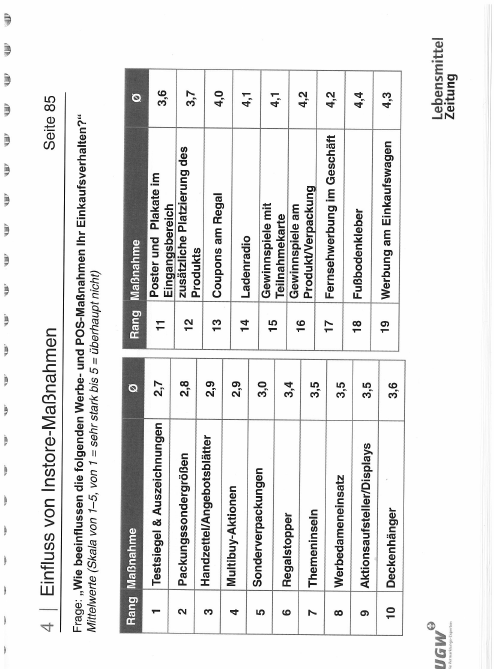 4 | Einfluss von Instore-Maßnahmen Seite 85
Frage: „Wie beeinflussen die folgenden Werbe- und POS-Maßnahmen Ihr Einkaufsverhalten?“
Mittelwerte (Skala von 1–5, von 1 = sehr stark bis 5 = überhaupt nicht)
Rang Maßnahme Ø
1 Testsiegel & Auszeichnungen 2,7
2 Packungssondergrößen 2,8
3 Handzettel/Angebotsblätter 2,9
4 Multibuy-Aktionen 2,9
5 Sonderverpackungen 3,0
6 Regalstopper 3,4
7 Themeninseln 3,5
8 Werbedameneinsatz 3,5
9 Aktionsaufsteller/Displays 3,5
10 Deckenhänger 3,6
Rang Maßnahme Ø
11 Poster und Plakate im
Eingangsbereich 3,6
12 zusätzliche Platzierung des
Produkts 3,7
13 Coupons am Regal 4,0
14 Ladenradio 4,1
15 Gewinnspiele mit
Teilnahmekarte 4,1
16 Gewinnspiele am
Produkt/Verpackung 4,2
17 Fernsehwerbung im Geschäft 4,2
18 Fußbodenkleber 4,4
19 Werbung am Einkaufswagen 4,3
UGW
Lebensmittel
Zeitung